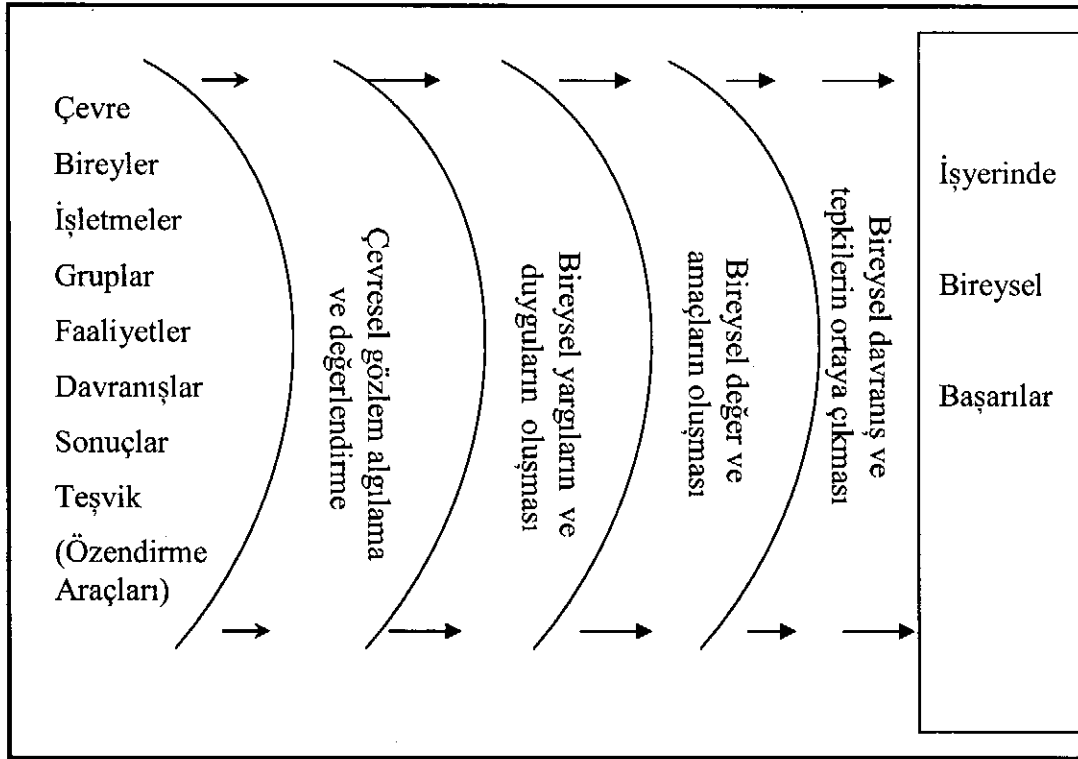 Çevre
Bireyler
İşletmeler
Gruplar
Faaliyetler
Davranışlar
Sonuçlar
Teşvik
(Özendirme
Araçları)
Çevresel gözlem algılama
ve değerlendirme
Bireysel yargıların ve
duyguların oluşması
Bireysel değer ve
amaçların oluşması
Bireysel davranış ve
tepkilerin ortaya çıkması
İşyerinde
Bireysel
Başarılar